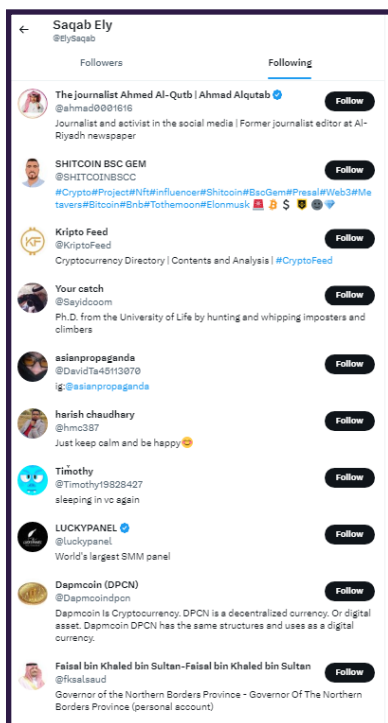 Saqab Ely
@ElySaqab
Followers
Following
The journalist Ahmed Al-Qutb | Ahmad Alqutab
Follow
@ahmad0001616
Journalist and activist in the social media | Former journalist editor at Al-
Riyadh newspaper
SHITCOIN BSC GEM
Follow
@SHITCOINBSCC
#Crypto#Project#Nft#influencer#Shitcoin#BscGem#Presal#Web3#Me
tavers#Bitcoin#Bnb#Tothemoon#Elonmusk 🚨 ₿ $
Kripto Feed
Follow
@KriptoFeed
Cryptocurrency Directory | Contents and Analysis | #CryptoFeed
Your catch
Follow
@Sayidcoom
Ph.D. from the University of Life by hunting and whipping imposters and
climbers
asianpropaganda
Follow
@DavidTa45113070
ig:@asianpropaganda
harish chaudhary
Follow
@hmc387
Just keep calm and be happy😊
Timothy
Follow
@Timothy19828427
sleeping in vc again
LUCKYPANEL
Follow
@luckypanel
World's largest SMM panel
Dapmcoin (DPCN)
Follow
@Dapmcoindpcn
Dapmcoin Is Cryptocurrency. DPCN is a decentralized currency. Or digital
asset. Dapmcoin DPCN has the same structures and uses as a digital
currency.
Faisal bin Khaled bin Sultan-Faisal bin Khaled bin Sultan
Follow
@fksalsaud
Governor of the Northern Borders Province - Governor Of The Northern
Borders Province (personal account)